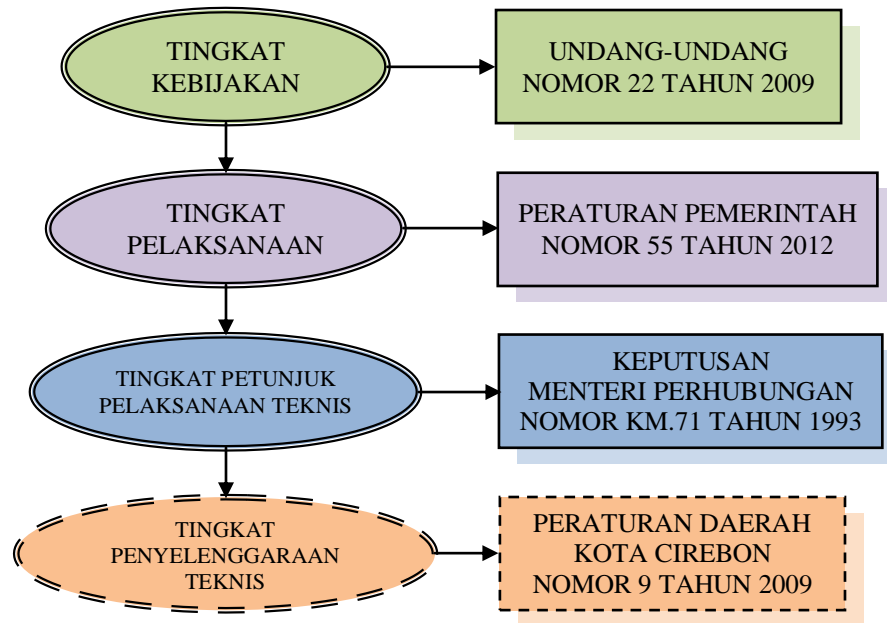 TINGKAT
KEBIJAKAN
UNDANG-UNDANG
NOMOR 22 TAHUN 2009
TINGKAT
PELAKSANAAN
PERATURAN PEMERINTAH
NOMOR 55 TAHUN 2012
TINGKAT PETUNJUK
PELAKSANAAN TEKNIS
KEPUTUSAN
MENTERI PERHUBUNGAN
NOMOR KM.71 TAHUN 1993
TINGKAT
PENYELENGGARAAN
TEKNIS
PERATURAN DAERAH
KOTA CIREBON
NOMOR 9 TAHUN 2009